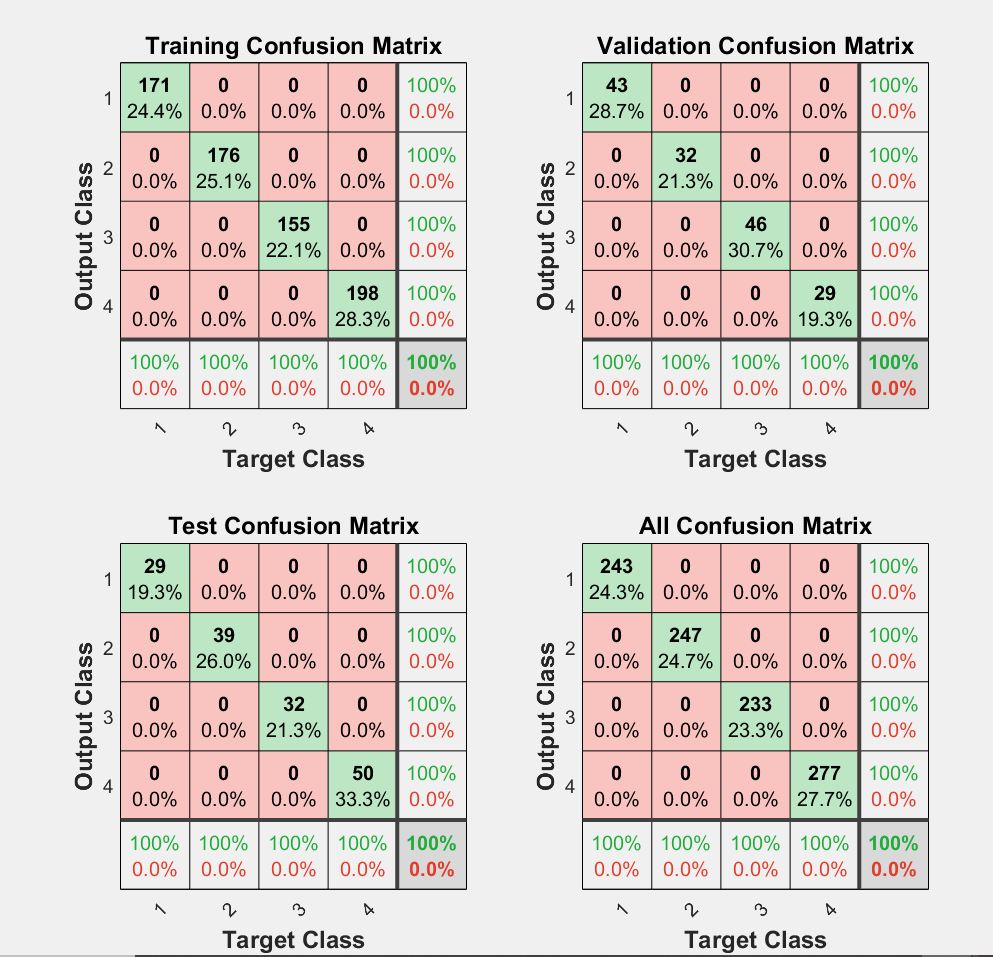 Training Confusion Matrix
1 171 0 0 0 100%
24.4% 0.0% 0.0% 0.0% 0.0%
2 0 176 0 0 100%
0.0% 25.1% 0.0% 0.0% 0.0%
3 0 0 155 0 100%
0.0% 0.0% 22.1% 0.0% 0.0%
4 0 0 0 198 100%
0.0% 0.0% 0.0% 28.3% 0.0%
100% 100% 100% 100% 100%
0.0% 0.0% 0.0% 0.0% 0.0%
1 2 3 4
Target Class
Output Class
Validation Confusion Matrix
1 43 0 0 0 100%
28.7% 0.0% 0.0% 0.0% 0.0%
2 0 32 0 0 100%
0.0% 21.3% 0.0% 0.0% 0.0%
3 0 0 46 0 100%
0.0% 0.0% 30.7% 0.0% 0.0%
4 0 0 0 29 100%
0.0% 0.0% 0.0% 19.3% 0.0%
100% 100% 100% 100% 100%
0.0% 0.0% 0.0% 0.0% 0.0%
1 2 3 4
Target Class
Output Class
Test Confusion Matrix
1 29 0 0 0 100%
19.3% 0.0% 0.0% 0.0% 0.0%
2 0 39 0 0 100%
0.0% 26.0% 0.0% 0.0% 0.0%
3 0 0 32 0 100%
0.0% 0.0% 21.3% 0.0% 0.0%
4 0 0 0 50 100%
0.0% 0.0% 0.0% 33.3% 0.0%
100% 100% 100% 100% 100%
0.0% 0.0% 0.0% 0.0% 0.0%
1 2 3 4
Target Class
Output Class
All Confusion Matrix
1 243 0 0 0 100%
24.3% 0.0% 0.0% 0.0% 0.0%
2 0 247 0 0 100%
0.0% 24.7% 0.0% 0.0% 0.0%
3 0 0 233 0 100%
0.0% 0.0% 23.3% 0.0% 0.0%
4 0 0 0 277 100%
0.0% 0.0% 0.0% 27.7% 0.0%
100% 100% 100% 100% 100%
0.0% 0.0% 0.0% 0.0% 0.0%
1 2 3 4
Target Class
Output Class